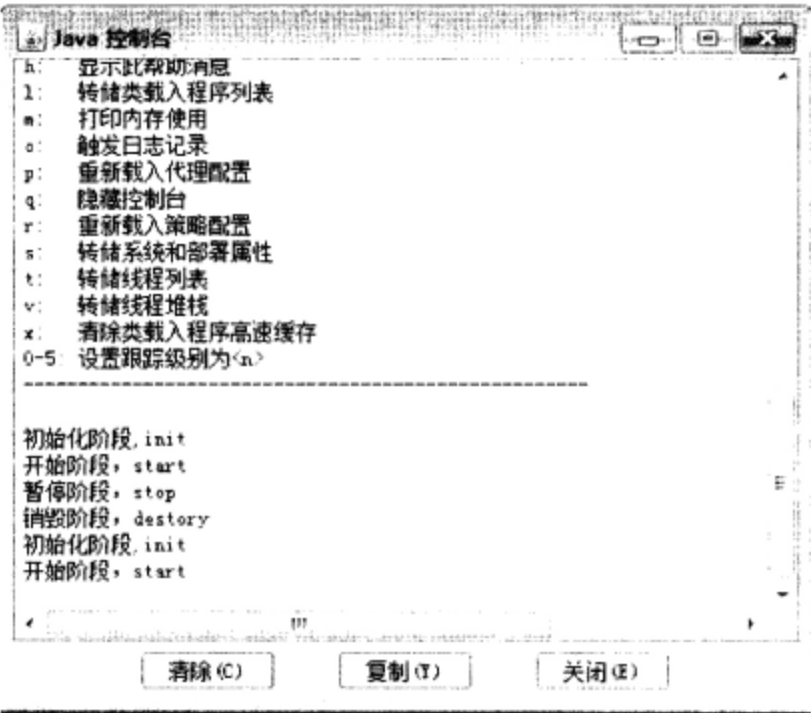 Java 控制台
h: 显示此帮助消息
l: 转储类载入程序列表
m: 打印内存使用
o: 触发日志记录
p: 重新载入代理配置
q: 隐藏控制台
r: 重新载入策略配置
s: 转储系统和部署属性
t: 转储线程列表
v: 转储线程堆栈
x: 清除类载入程序高速缓存
0-5: 设置跟踪级别为<n>
----------------------------------------------------
初始化阶段,init
开始阶段，start
暂停阶段，stop
销毁阶段，destory
初始化阶段,init
开始阶段，start
清除(C) 复制(Y) 关闭(E)